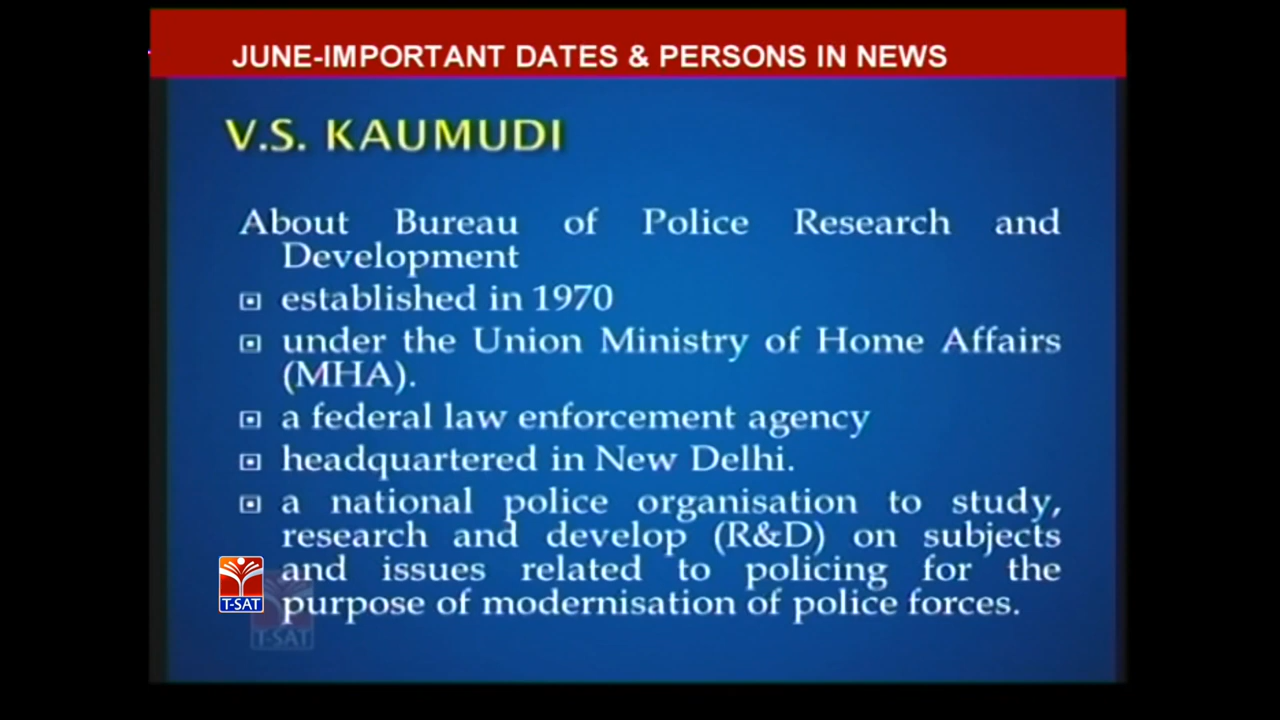 JUNE-IMPORTANT DATES & PERSONS IN NEWS
V.S. KAUMUDI
About Bureau of Police Research and
Development
established in 1970
under the Union Ministry of Home Affairs
(MHA).
a federal law enforcement agency
headquartered in New Delhi.
a national police organisation to study,
research and develop (R&D) on subjects
and issues related to policing for the
purpose of modernisation of police forces.
T-SAT
T-SAT